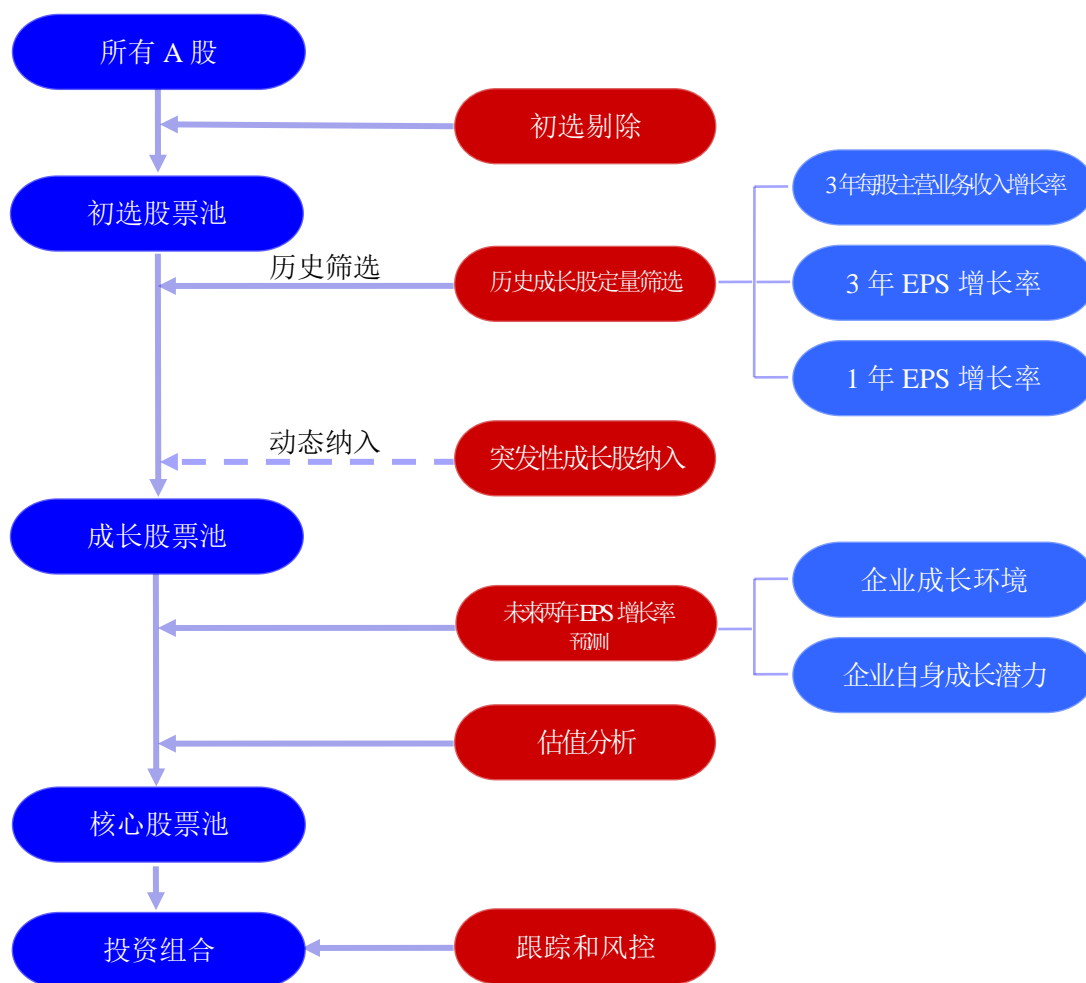 所有 A 股
初选剔除
3 年每股主营业务收入增长率
初选股票池
历史筛选
历史成长股定量筛选
3 年 EPS 增长率
1 年 EPS 增长率
动态纳入
突发性成长股纳入
成长股票池
企业成长环境
未来两年 EPS 增长率
预测
企业自身成长潜力
估值分析
核心股票池
投资组合
跟踪和风控